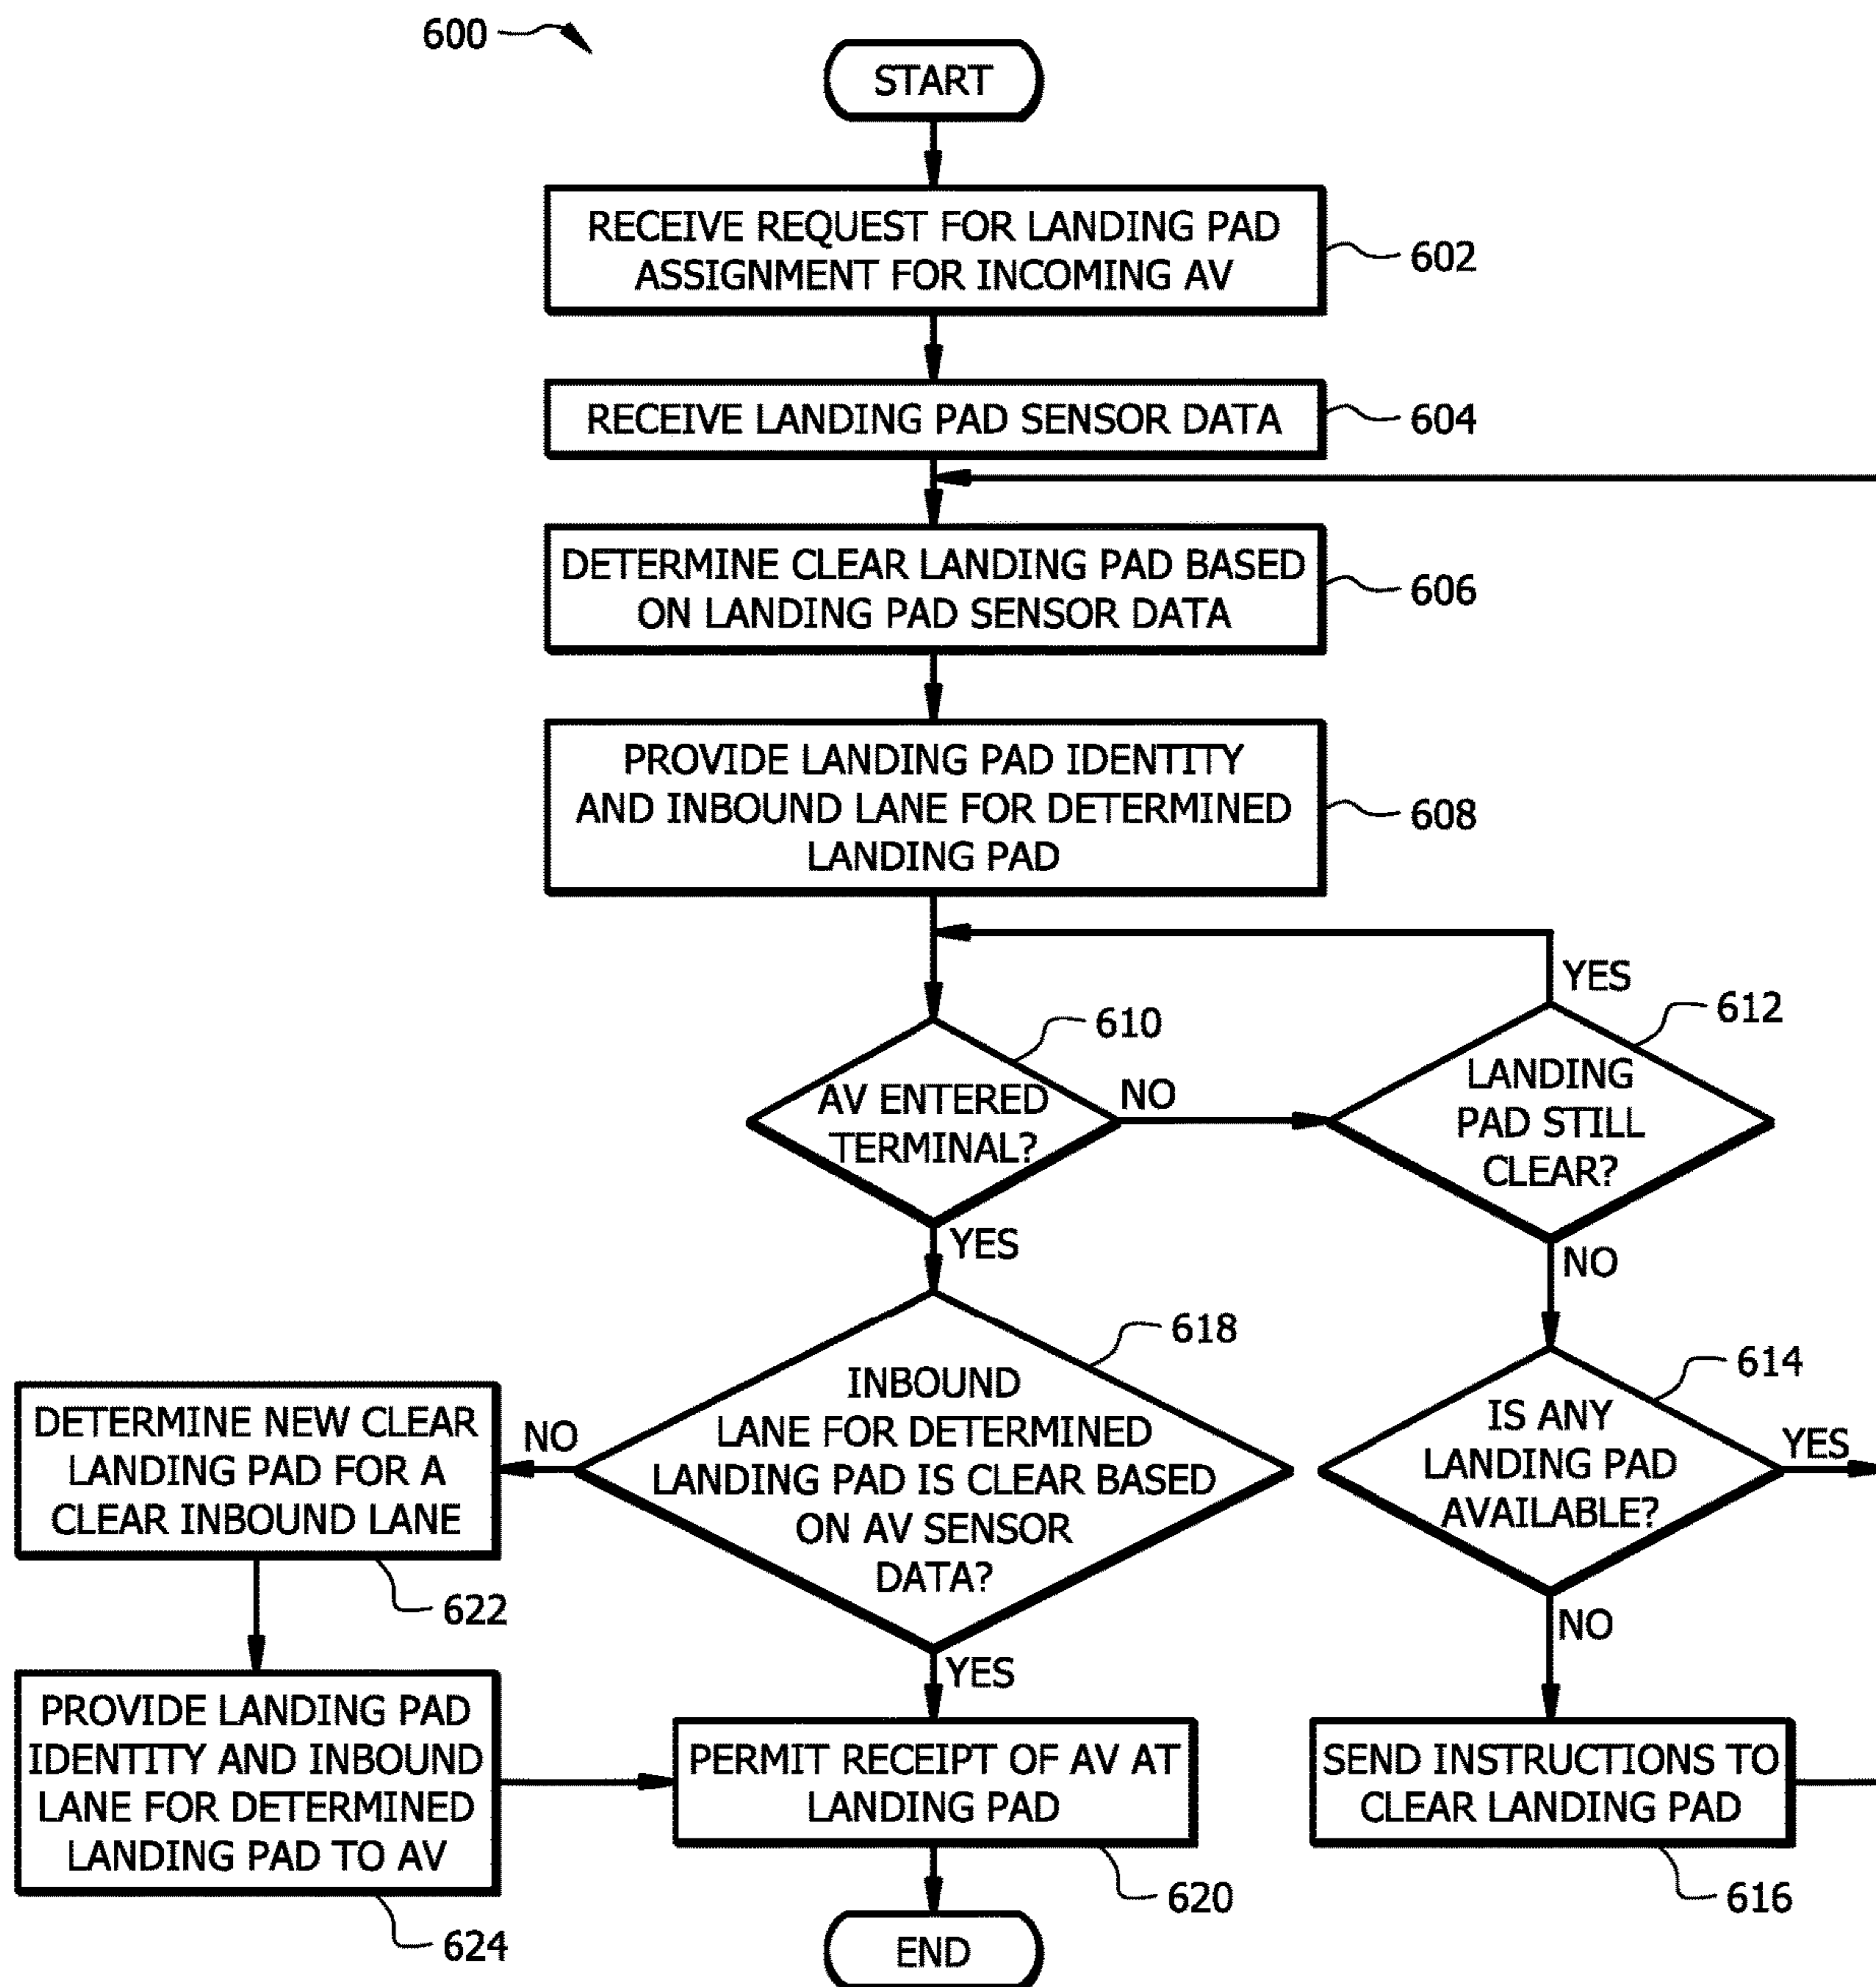 600
START
RECEIVE REQUEST FOR LANDING PAD
ASSIGNMENT FOR INCOMING AV
602
RECEIVE LANDING PAD SENSOR DATA
604
DETERMINE CLEAR LANDING PAD BASED
ON LANDING PAD SENSOR DATA
606
PROVIDE LANDING PAD IDENTITY
AND INBOUND LANE FOR DETERMINED
LANDING PAD
608
AV ENTERED
TERMINAL?
610
NO
YES
LANDING
PAD STILL
CLEAR?
612
YES
NO
IS ANY
LANDING PAD
AVAILABLE?
614
YES
NO
SEND INSTRUCTIONS TO
CLEAR LANDING PAD
616
INBOUND
LANE FOR DETERMINED
LANDING PAD IS CLEAR BASED
ON AV SENSOR
DATA?
618
NO
YES
DETERMINE NEW CLEAR
LANDING PAD FOR A
CLEAR INBOUND LANE
622
PROVIDE LANDING PAD
IDENTITY AND INBOUND
LANE FOR DETERMINED
LANDING PAD TO AV
624
PERMIT RECEIPT OF AV AT
LANDING PAD
620
END